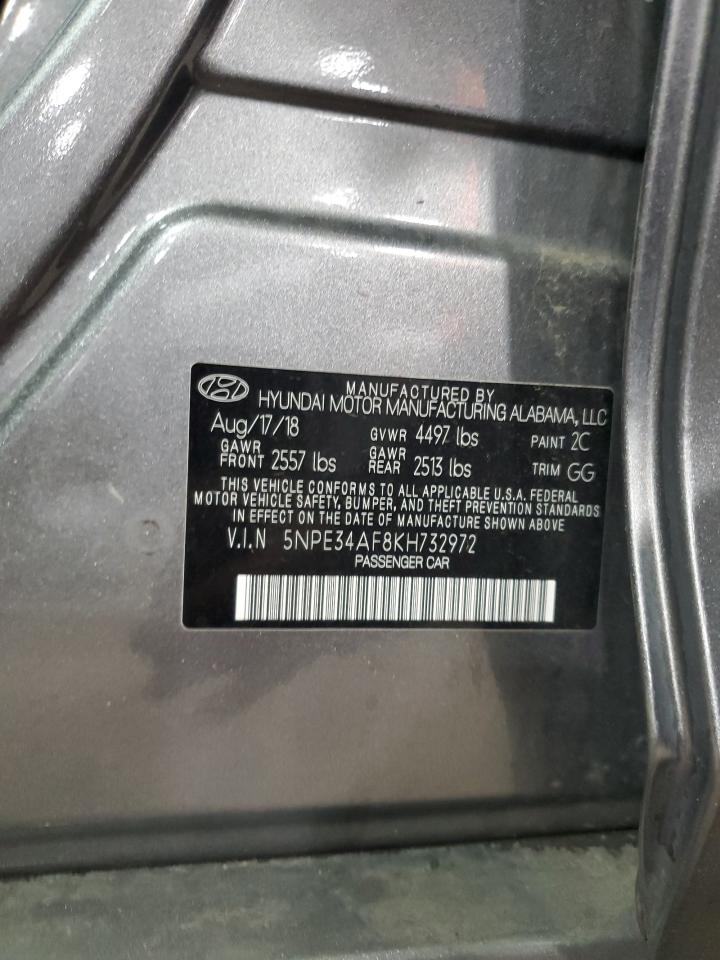 MANUFACTURED BY
HYUNDAI MOTOR MANUFACTURING ALABAMA, LLC
Aug/17/18 GVWR 4497 lbs PAINT 2C
GAWR FRONT 2557 lbs GAWR REAR 2513 lbs TRIM GG
THIS VEHICLE CONFORMS TO ALL APPLICABLE U.S.A. FEDERAL
MOTOR VEHICLE SAFETY, BUMPER, AND THEFT PREVENTION STANDARDS
IN EFFECT ON THE DATE OF MANUFACTURE SHOWN ABOVE
V.I.N 5NPE34AF8KH732972
PASSENGER CAR